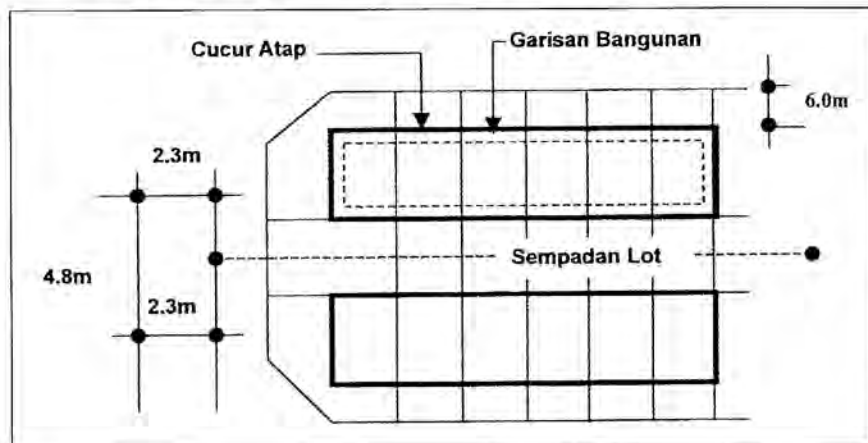 Garisan Bangunan
Cucur Atap
6.0m
2.3m
Sempadan Lot
4.8m
2.3m